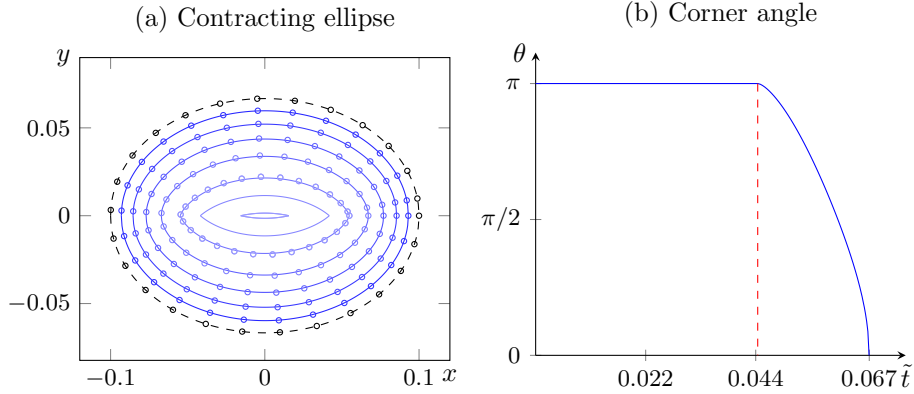 (a) Contracting ellipse
y
0.05
0
−0.05
−0.1
0
0.1
x
(b) Corner angle
θ
π
π/2
0
0.022
0.044
0.067
t̃